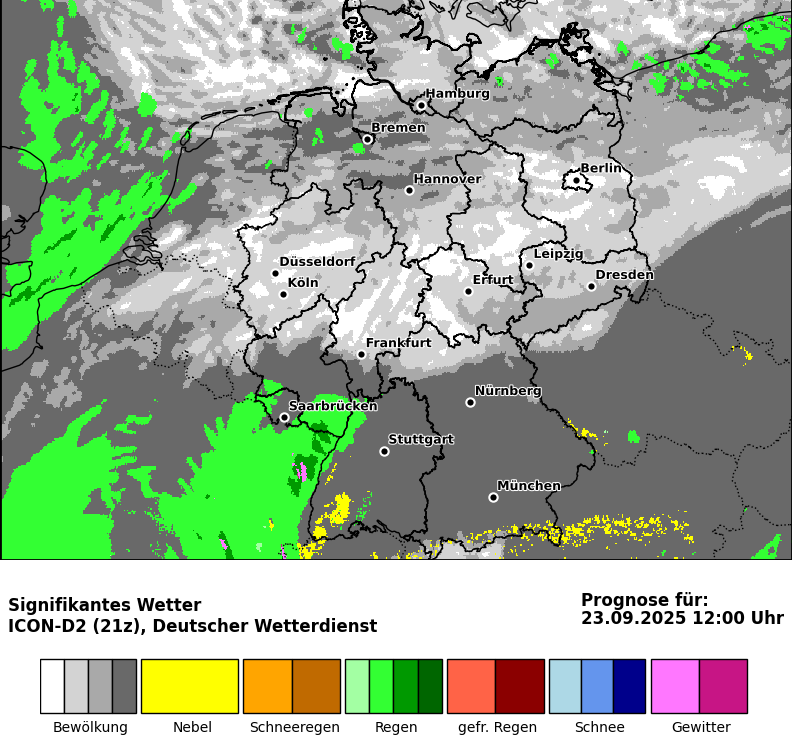 Hamburg
Bremen
Berlin
Hannover
Düsseldorf
Leipzig
Köln
Erfurt
Dresden
Frankfurt
Nürnberg
Saarbrücken
Stuttgart
München
Signifikantes Wetter
ICON-D2 (21z), Deutscher Wetterdienst
Prognose für:
23.09.2025 12:00 Uhr
Bewölkung Nebel Schneeregen Regen gefr. Regen Schnee Gewitter